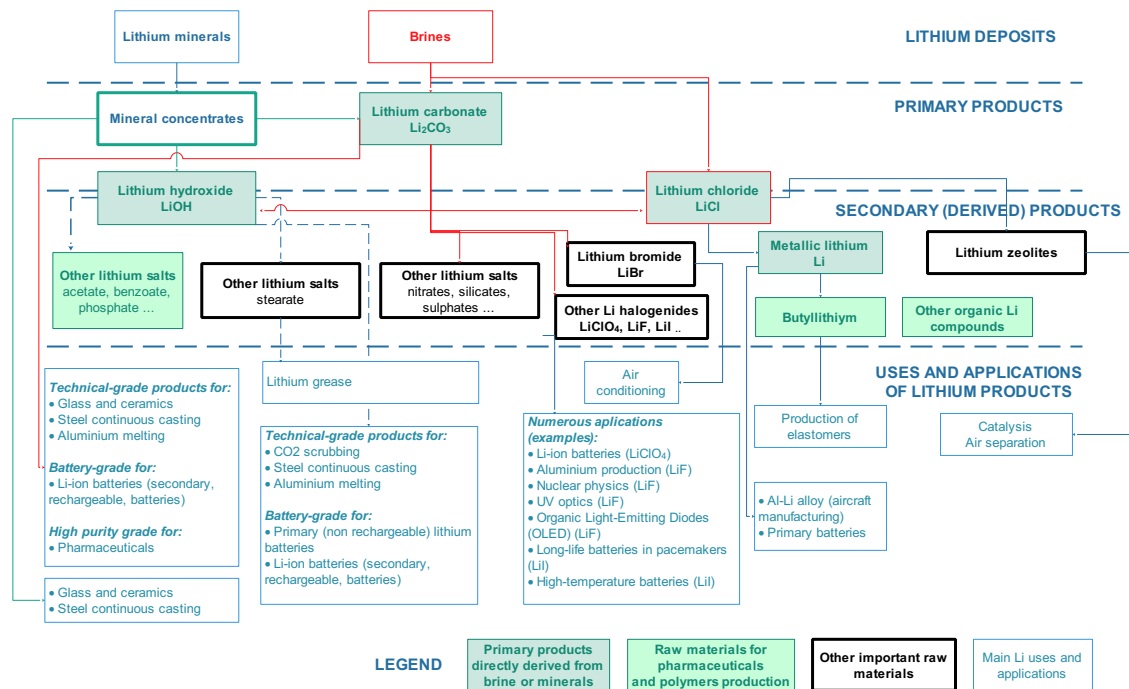 Lithium minerals
Brines
LITHIUM DEPOSITS
PRIMARY PRODUCTS
Mineral concentrates
Lithium carbonate
Li₂CO₃
Lithium hydroxide
LiOH
Lithium chloride
LiCl
SECONDARY (DERIVED) PRODUCTS
Other lithium salts
acetate, benzoate,
phosphate ...
Other lithium salts
stearate
Other lithium salts
nitrates, silicates,
sulphates ...
Lithium bromide
LiBr
Other Li halogenides
LiClO₄, LiF, LiI ..
Metallic lithium
Li
Lithium zeolites
Butyllithiym
Other organic Li
compounds
USES AND APPLICATIONS
OF LITHIUM PRODUCTS
Technical-grade products for:
• Glass and ceramics
• Steel continuous casting
• Aluminium melting
Battery-grade for:
• Li-ion batteries (secondary,
rechargeable, batteries)
High purity grade for:
• Pharmaceuticals
• Glass and ceramics
• Steel continuous casting
Lithium grease
Technical-grade products for:
• CO2 scrubbing
• Steel continuous casting
• Aluminium melting
Battery-grade for:
• Primary (non rechargeable) lithium
batteries
• Li-ion batteries (secondary,
rechargeable, batteries)
Air
conditioning
Numerous aplications
(examples):
• Li-ion batteries (LiClO₄)
• Aluminium production (LiF)
• Nuclear physics (LiF)
• UV optics (LiF)
• Organic Light-Emitting Diodes
(OLED) (LiF)
• Long-life batteries in pacemakers
(LiI)
• High-temperature batteries (LiI)
Production of
elastomers
• Al-Li alloy (aircraft
manufacturing)
• Primary batteries
Catalysis
Air separation
LEGEND
Primary products
directly derived from
brine or minerals
Raw materials for
pharmaceuticals
and polymers production
Other important raw
materials
Main Li uses and
applications